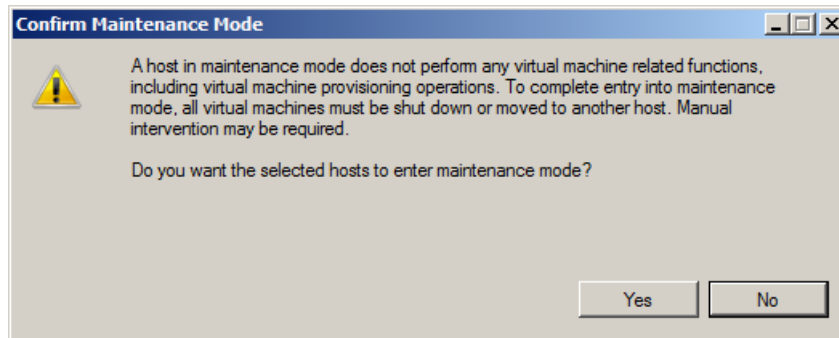 Confirm Maintenance Mode
A host in maintenance mode does not perform any virtual machine related functions,
including virtual machine provisioning operations. To complete entry into maintenance
mode, all virtual machines must be shut down or moved to another host. Manual
intervention may be required.
Do you want the selected hosts to enter maintenance mode?
Yes No